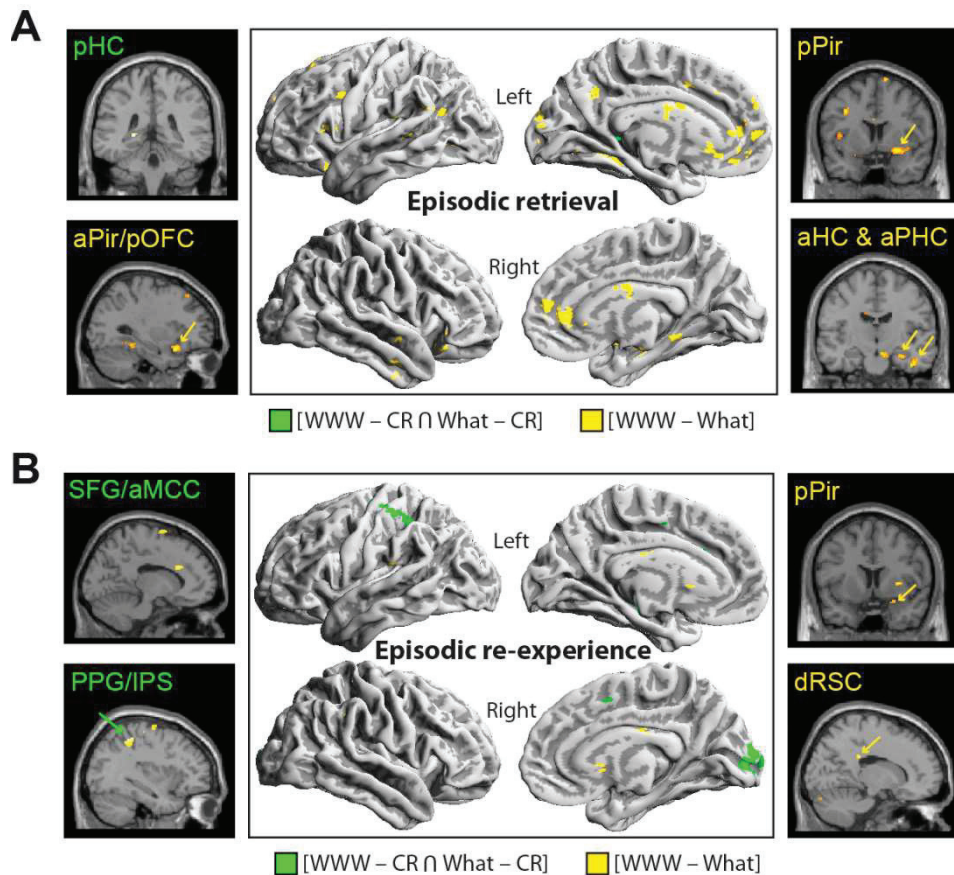 A
pHC
pPir
Left
Episodic retrieval
aPir/pOFC
Right
aHC & aPHC
[WWW – CR ∩ What – CR]
[WWW – What]
B
SFG/aMCC
pPir
Left
Episodic re-experience
PPG/IPS
Right
dRSC
[WWW – CR ∩ What – CR]
[WWW – What]